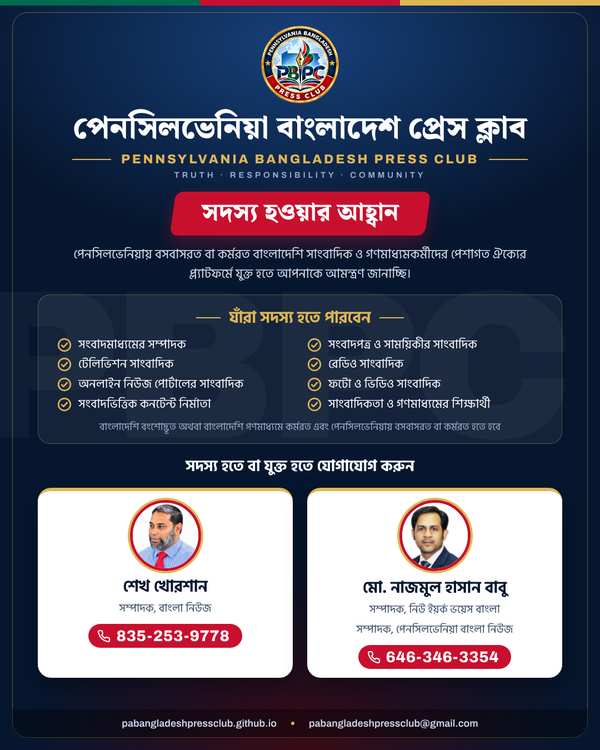 PENNSYLVANIA BANGLADESH
PBPC
PRESS CLUB
পেনসিলভেনিয়া বাংলাদেশ প্রেস ক্লাব
PENNSYLVANIA BANGLADESH PRESS CLUB
TRUTH · RESPONSIBILITY · COMMUNITY
সদস্য হওয়ার আহ্বান
পেনসিলভেনিয়ায় বসবাসরত বা কর্মরত বাংলাদেশি সাংবাদিক ও গণমাধ্যমকর্মীদের পেশাগত ঐক্যের
প্ল্যাটফর্মে যুক্ত হতে আপনাকে আমন্ত্রণ জানাচ্ছি।
যাঁরা সদস্য হতে পারবেন
সংবাদমাধ্যমের সম্পাদক
সংবাদপত্র ও সাময়িকীর সাংবাদিক
টেলিভিশন সাংবাদিক
রেডিও সাংবাদিক
অনলাইন নিউজ পোর্টালের সাংবাদিক
ফটো ও ভিডিও সাংবাদিক
সংবাদভিত্তিক কনটেন্ট নির্মাতা
সাংবাদিকতা ও গণমাধ্যমের শিক্ষার্থী
বাংলাদেশি বংশোদ্ভূত অথবা বাংলাদেশি গণমাধ্যমে কর্মরত এবং পেনসিলভেনিয়ায় বসবাসরত বা কর্মরত হতে হবে
সদস্য হতে বা যুক্ত হতে যোগাযোগ করুন
শেখ খোরশান
সম্পাদক, বাংলা নিউজ
835-253-9778
মো. নাজমুল হাসান বাবু
সম্পাদক, নিউ ইয়র্ক ভয়েস বাংলা
সম্পাদক, পেনসিলভেনিয়া বাংলা নিউজ
646-346-3354
pabangladeshpressclub.github.io • pabangladeshpressclub@gmail.com